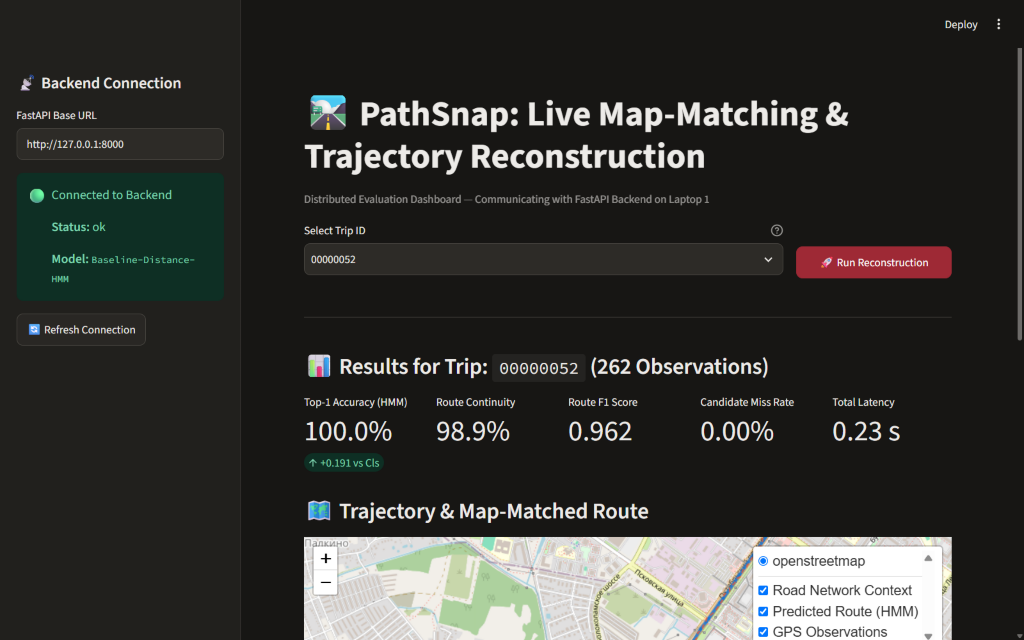 Deploy
Backend Connection
FastAPI Base URL
http://127.0.0.1:8000
Connected to Backend
Status: ok
Model: Baseline-Distance-
HMM
Refresh Connection
PathSnap: Live Map-Matching &
Trajectory Reconstruction
Distributed Evaluation Dashboard — Communicating with FastAPI Backend on Laptop 1
Select Trip ID
00000052
Run Reconstruction
Results for Trip: 00000052 (262 Observations)
Top-1 Accuracy (HMM)
100.0%
↑ +0.191 vs Cls
Route Continuity
98.9%
Route F1 Score
0.962
Candidate Miss Rate
0.00%
Total Latency
0.23 s
Trajectory & Map-Matched Route
+
−
Палкино
Псковская улица
openstreetmap
Road Network Context
Predicted Route (HMM)
GPS Observations